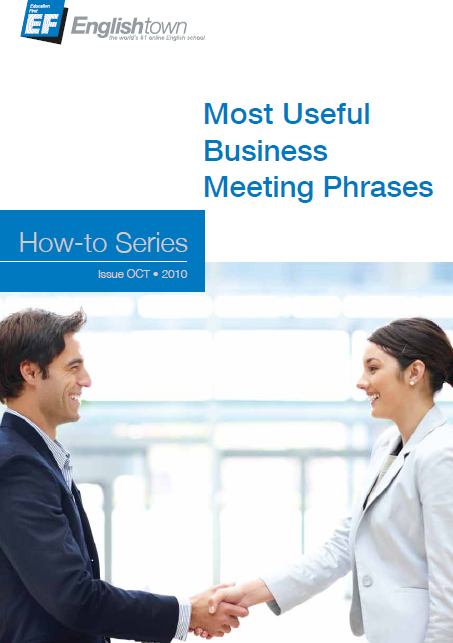 Education
First
EF
Englishtown
the world's #1 online English school
Most Useful
Business
Meeting Phrases
How-to Series
Issue OCT • 2010